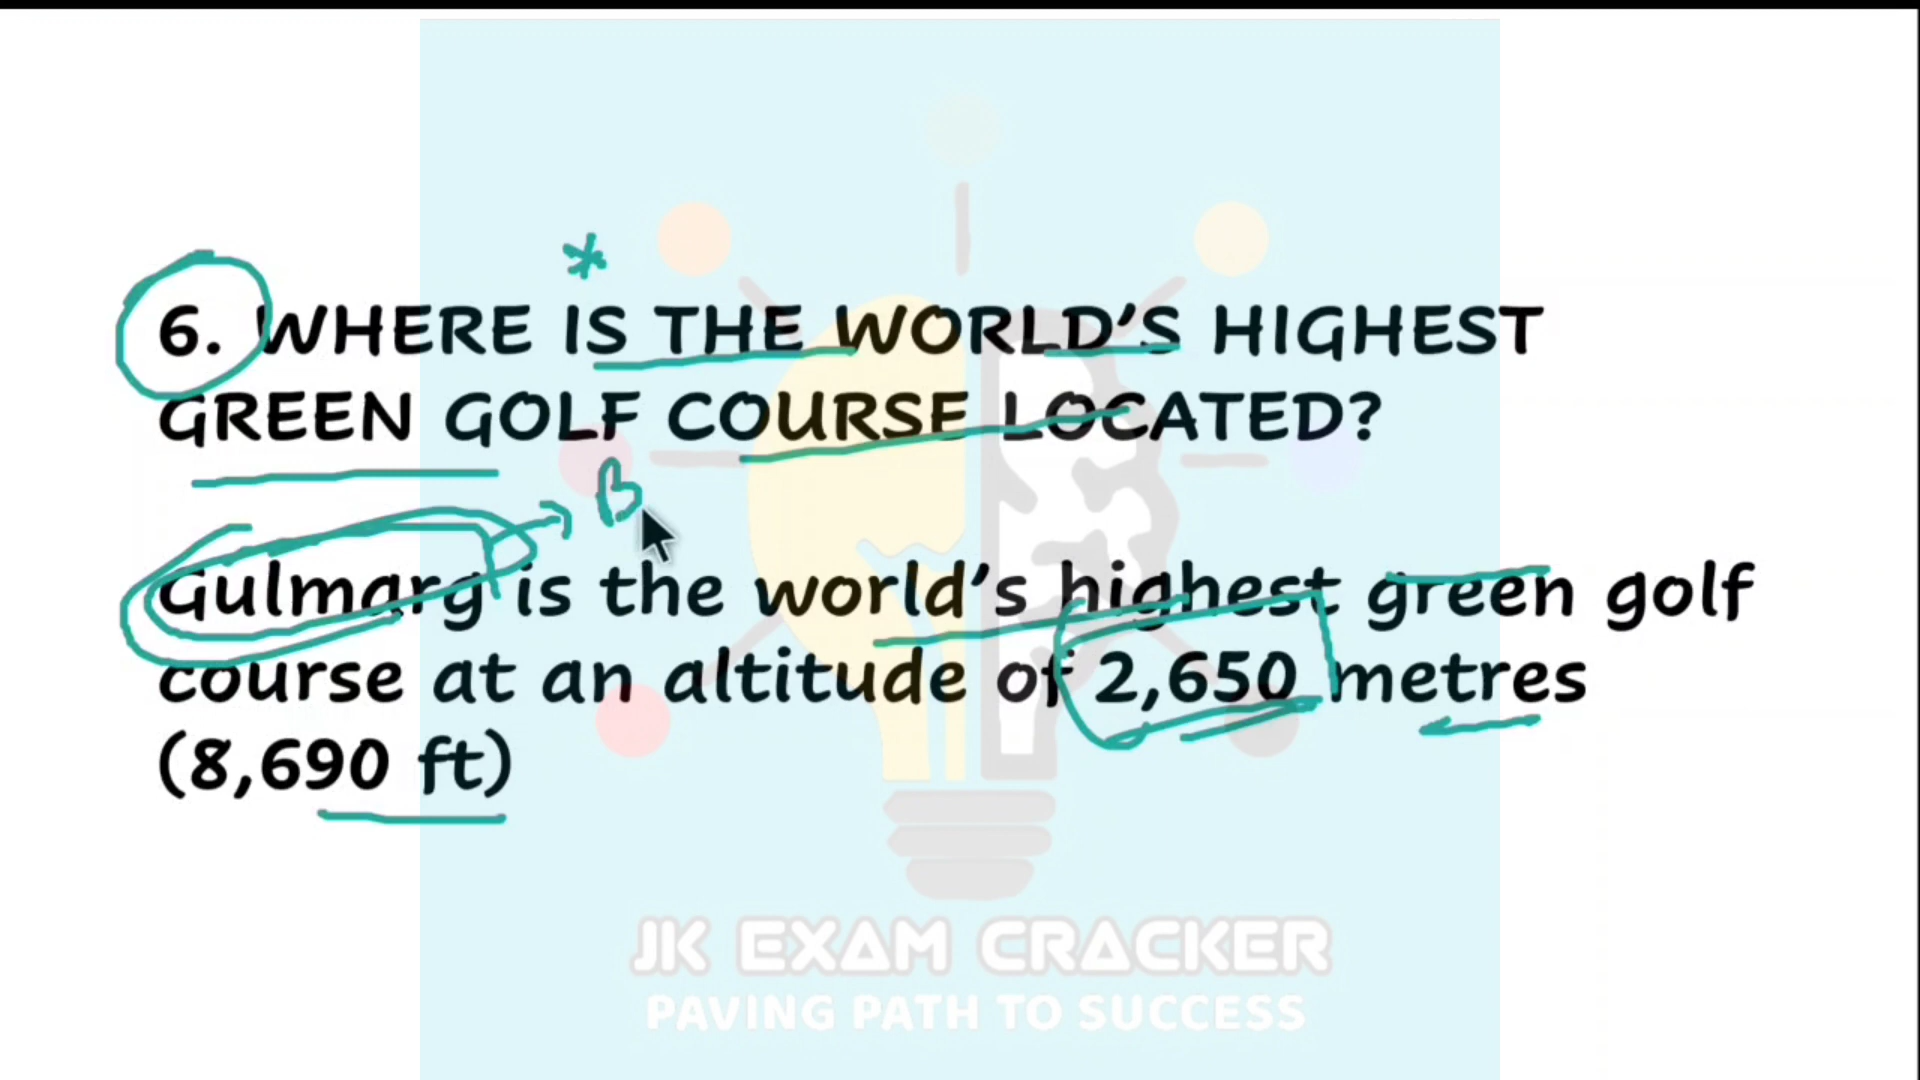 6. WHERE IS THE WORLD'S HIGHEST
GREEN GOLF COURSE LOCATED?
B
Gulmarg is the world's highest green golf
course at an altitude of 2,650 metres
(8,690 ft)
JK EXAM CRACKER
PAVING PATH TO SUCCESS